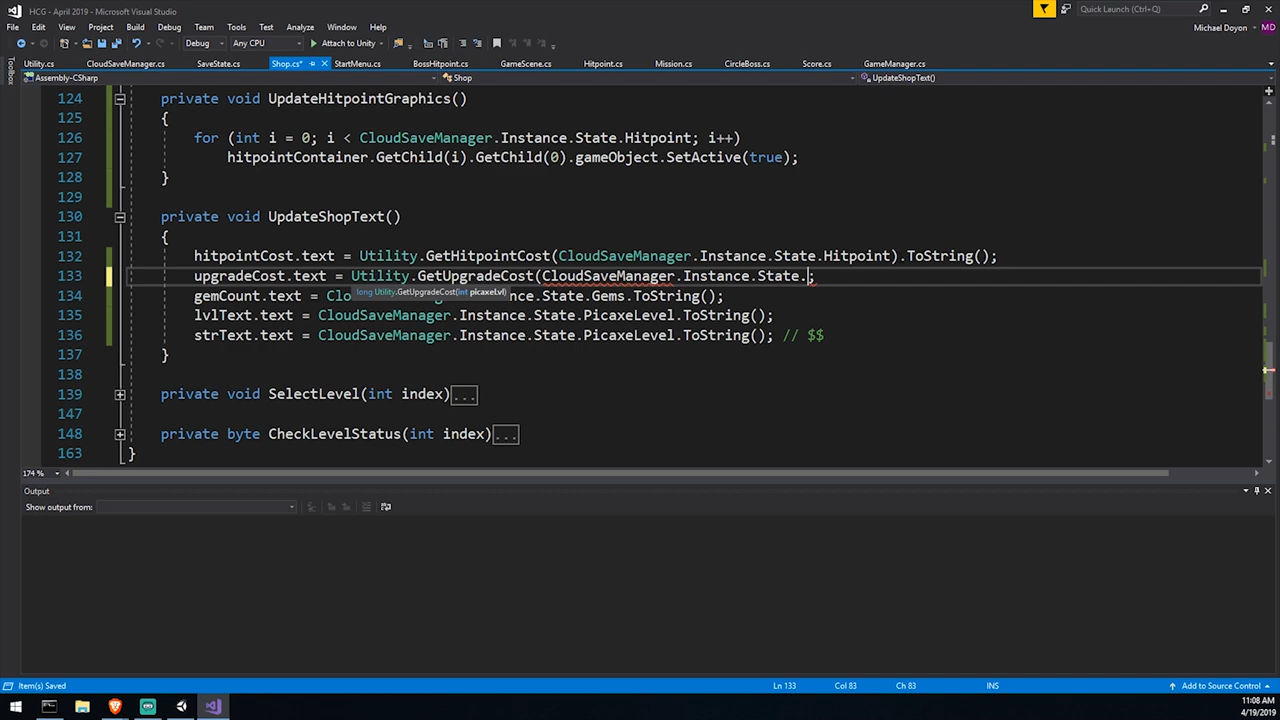 HCG - April 2019 - Microsoft Visual Studio
Quick Launch (Ctrl+Q)
File Edit View Project Build Debug Team Tools Test Analyze Window Help
Michael Doyon MD
Debug Any CPU Attach to Unity
Utility.cs CloudSaveManager.cs SaveState.cs Shop.cs* StartMenu.cs BossHitpoint.cs GameScene.cs Hitpoint.cs Mission.cs CircleBoss.cs Score.cs GameManager.cs
Toolbox
Assembly-CSharp Shop UpdateShopText()
124 private void UpdateHitpointGraphics()
125 {
126 for (int i = 0; i < CloudSaveManager.Instance.State.Hitpoint; i++)
127 hitpointContainer.GetChild(i).GetChild(0).gameObject.SetActive(true);
128 }
129
130 private void UpdateShopText()
131 {
132 hitpointCost.text = Utility.GetHitpointCost(CloudSaveManager.Instance.State.Hitpoint).ToString();
133 upgradeCost.text = Utility.GetUpgradeCost(CloudSaveManager.Instance.State.;
long Utility.GetUpgradeCost(int picaxeLvl)
134 gemCount.text = Clo nstance.State.Gems.ToString();
135 lvlText.text = CloudSaveManager.Instance.State.PicaxeLevel.ToString();
136 strText.text = CloudSaveManager.Instance.State.PicaxeLevel.ToString(); // $$
137 }
138
139 private void SelectLevel(int index)...
147
148 private byte CheckLevelStatus(int index)...
163 }
174 %
Output
Show output from:
Item(s) Saved Ln 133 Col 83 Ch 83 INS Add to Source Control
11:08 AM
4/19/2019